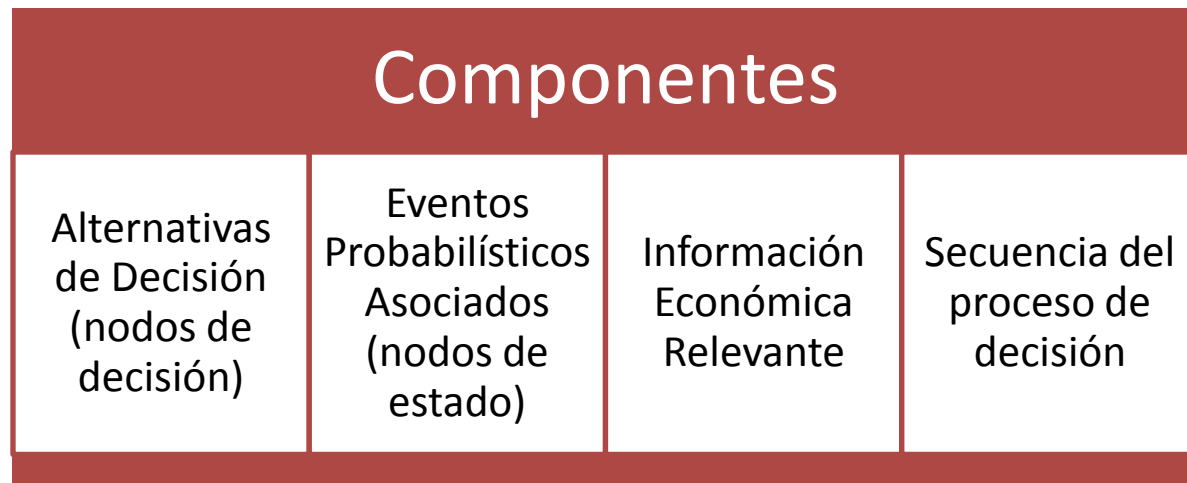 Componentes
Alternativas
de Decisión
(nodos de
decisión)
Eventos
Probabilísticos
Asociados
(nodos de
estado)
Información
Económica
Relevante
Secuencia del
proceso de
decisión